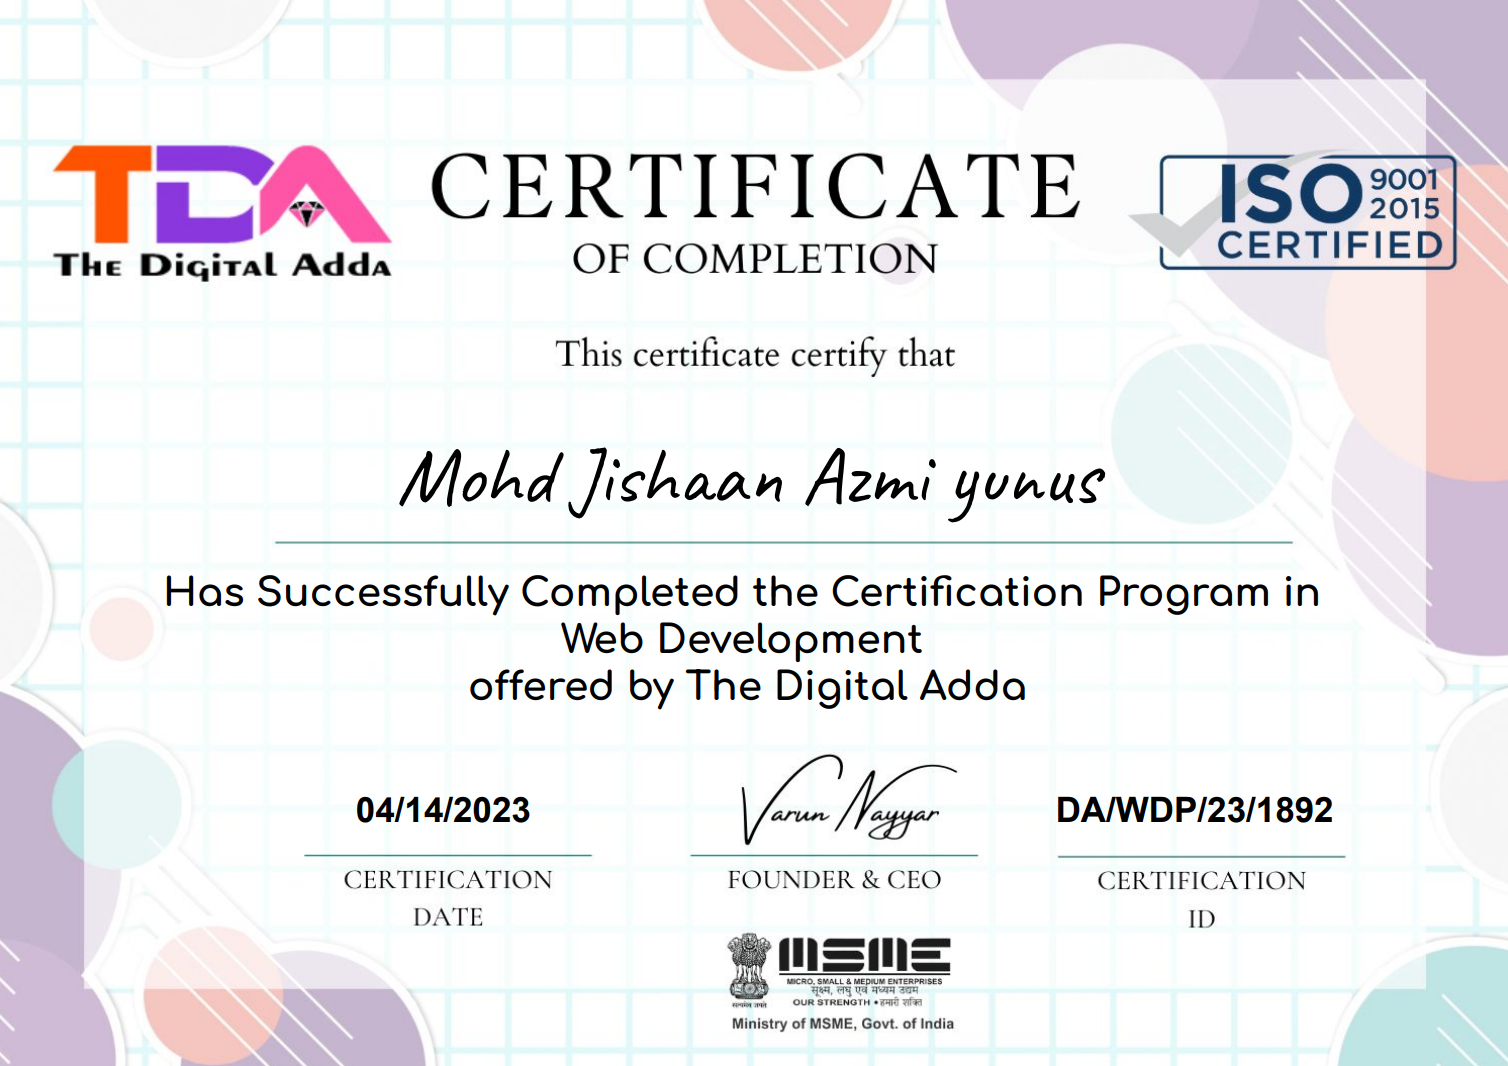 TDA
The Digital Adda
CERTIFICATE
OF COMPLETION
ISO 9001 2015
CERTIFIED
This certificate certify that
Mohd Jishaan Azmi yunus
Has Successfully Completed the Certification Program in
Web Development
offered by The Digital Adda
04/14/2023
Varun Nayyar
DA/WDP/23/1892
CERTIFICATION
DATE
FOUNDER & CEO
CERTIFICATION
ID
MSME
MICRO, SMALL & MEDIUM ENTERPRISES
सूक्ष्म, लघु एवं मध्यम उद्यम
OUR STRENGTH • हमारी शक्ति
सत्यमेव जयते
Ministry of MSME, Govt. of India